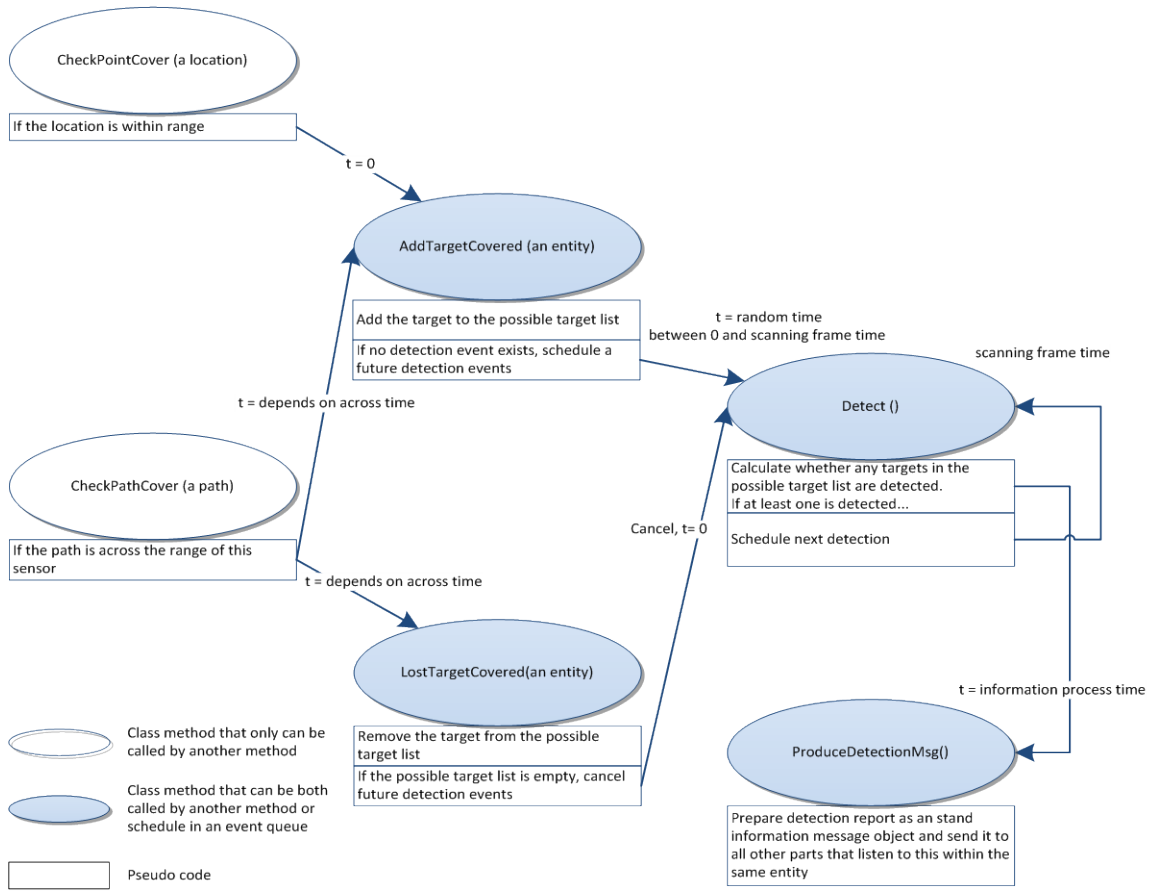 CheckPointCover (a location)
If the location is within range
t = 0
AddTargetCovered (an entity)
Add the target to the possible target list
If no detection event exists, schedule a
future detection events
t = random time
between 0 and scanning frame time
scanning frame time
Detect ()
Calculate whether any targets in the
possible target list are detected.
If at least one is detected...
Schedule next detection
t = depends on across time
CheckPathCover (a path)
If the path is across the range of this
sensor
t = depends on across time
Cancel, t= 0
LostTargetCovered(an entity)
Remove the target from the possible
target list
If the possible target list is empty, cancel
future detection events
t = information process time
ProduceDetectionMsg()
Prepare detection report as an stand
information message object and send it to
all other parts that listen to this within the
same entity
Class method that only can be
called by another method
Class method that can be both
called by another method or
schedule in an event queue
Pseudo code